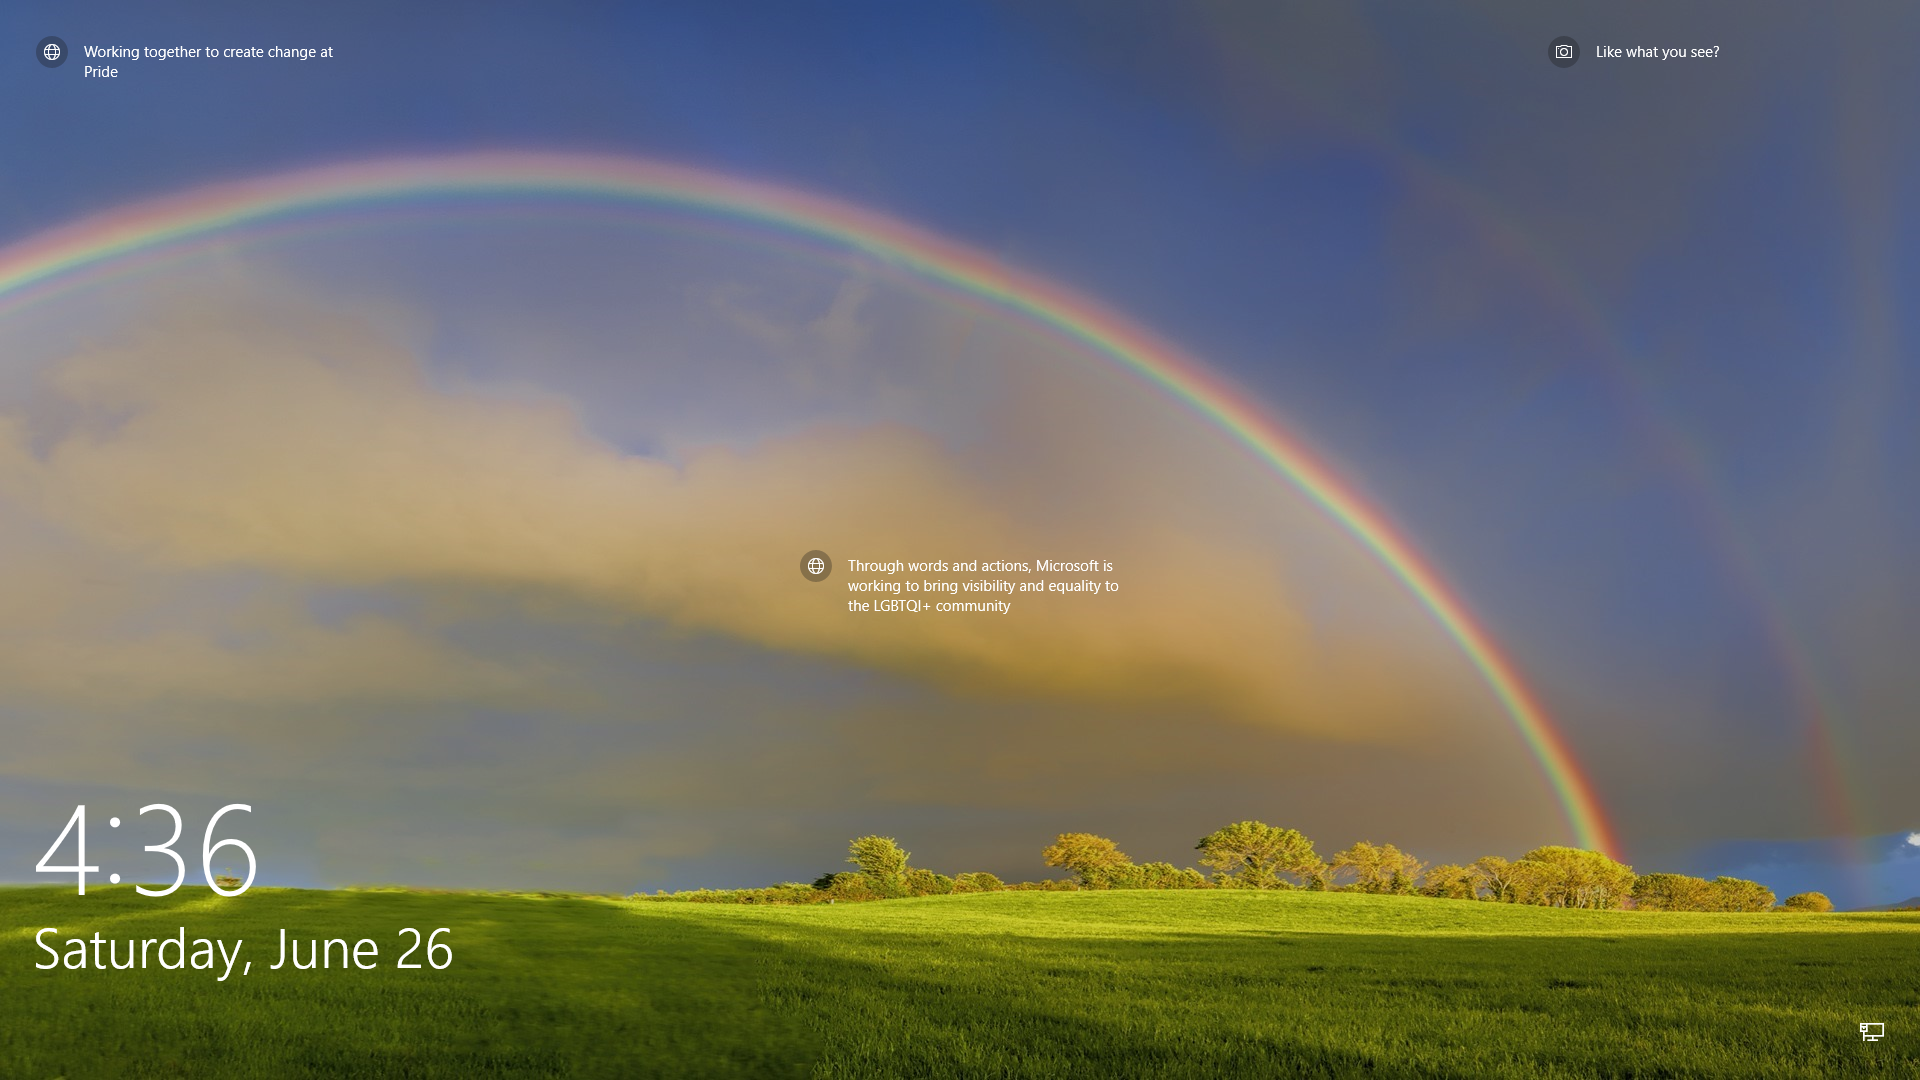 Working together to create change at
Pride
Like what you see?
Through words and actions, Microsoft is
working to bring visibility and equality to
the LGBTQI+ community
4:36
Saturday, June 26